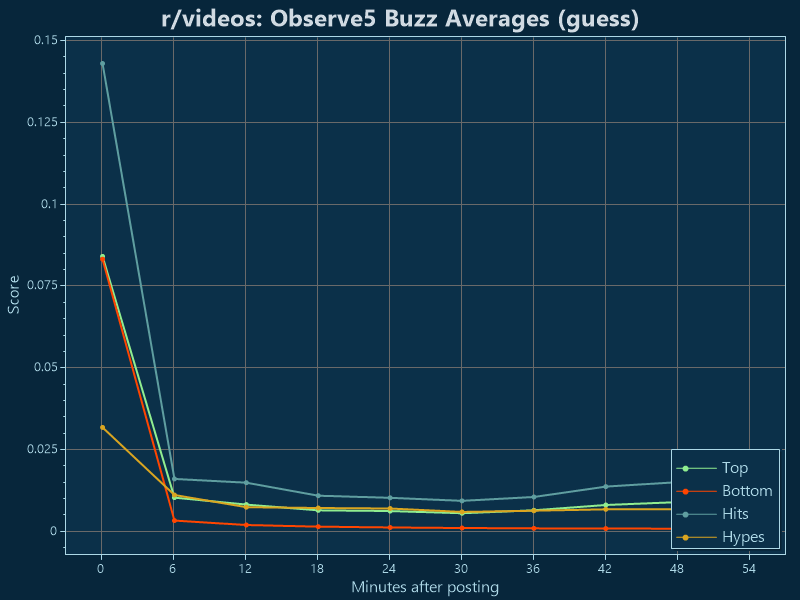 r/videos: Observe5 Buzz Averages (guess)
0.15
0.125
0.1
0.075
0.05
0.025
0
Score
Top
Bottom
Hits
Hypes
0 6 12 18 24 30 36 42 48 54
Minutes after posting